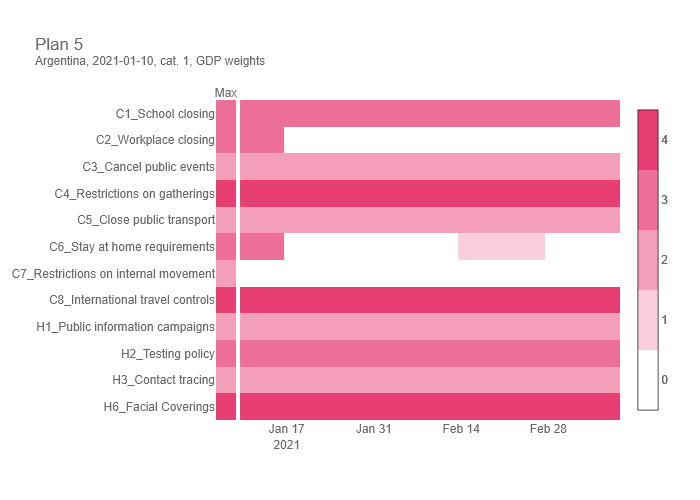 Plan 5
Argentina, 2021-01-10, cat. 1, GDP weights
Max
C1_School closing
C2_Workplace closing
C3_Cancel public events
C4_Restrictions on gatherings
C5_Close public transport
C6_Stay at home requirements
C7_Restrictions on internal movement
C8_International travel controls
H1_Public information campaigns
H2_Testing policy
H3_Contact tracing
H6_Facial Coverings
Jan 17 Jan 31 Feb 14 Feb 28
2021
4
3
2
1
0